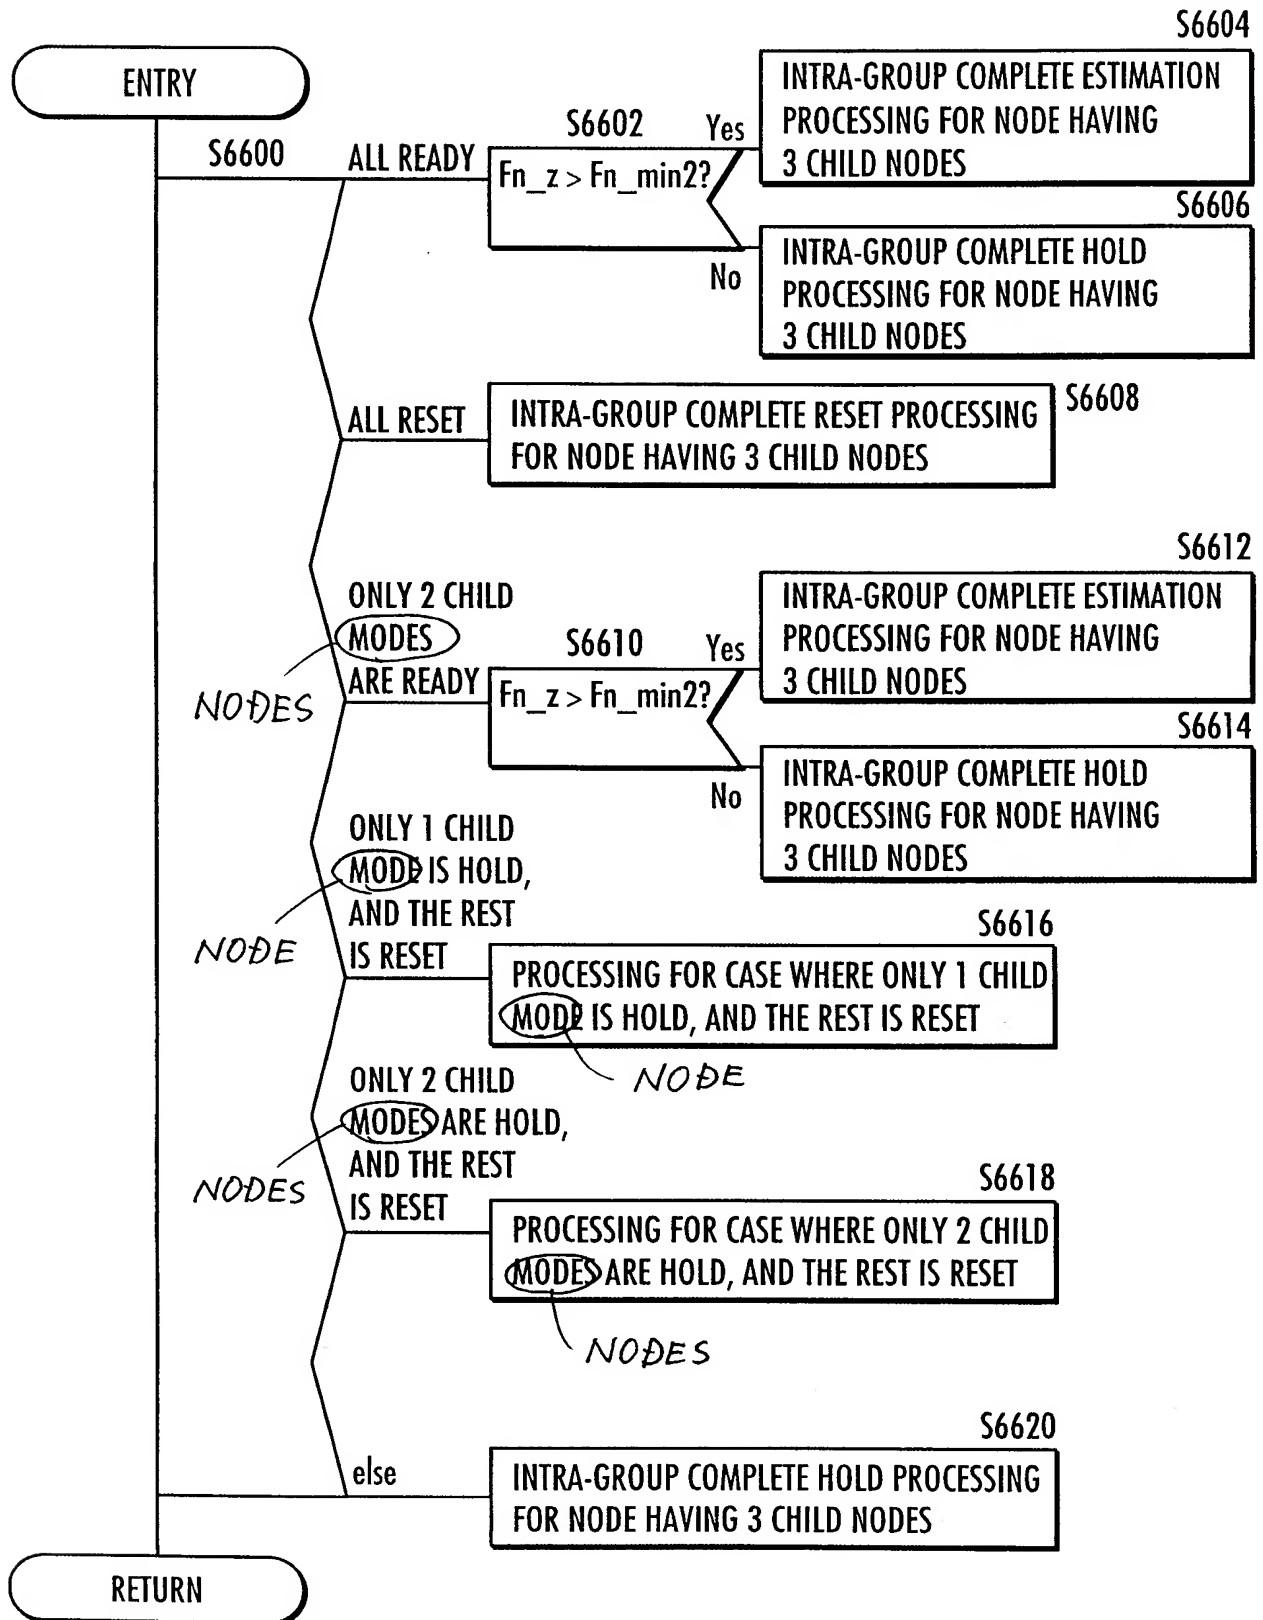 ENTRY
S6600
ALL READY
S6602
Fn_z > Fn_min2?
Yes
S6604
INTRA-GROUP COMPLETE ESTIMATION
PROCESSING FOR NODE HAVING
3 CHILD NODES
No
S6606
INTRA-GROUP COMPLETE HOLD
PROCESSING FOR NODE HAVING
3 CHILD NODES
ALL RESET
S6608
INTRA-GROUP COMPLETE RESET PROCESSING
FOR NODE HAVING 3 CHILD NODES
ONLY 2 CHILD
MODES
ARE READY
NODES
S6610
Fn_z > Fn_min2?
Yes
S6612
INTRA-GROUP COMPLETE ESTIMATION
PROCESSING FOR NODE HAVING
3 CHILD NODES
No
S6614
INTRA-GROUP COMPLETE HOLD
PROCESSING FOR NODE HAVING
3 CHILD NODES
ONLY 1 CHILD
MODE IS HOLD,
AND THE REST
IS RESET
NODE
S6616
PROCESSING FOR CASE WHERE ONLY 1 CHILD
MODE IS HOLD, AND THE REST IS RESET
NODE
ONLY 2 CHILD
MODES ARE HOLD,
AND THE REST
IS RESET
NODES
S6618
PROCESSING FOR CASE WHERE ONLY 2 CHILD
MODES ARE HOLD, AND THE REST IS RESET
NODES
else
S6620
INTRA-GROUP COMPLETE HOLD PROCESSING
FOR NODE HAVING 3 CHILD NODES
RETURN